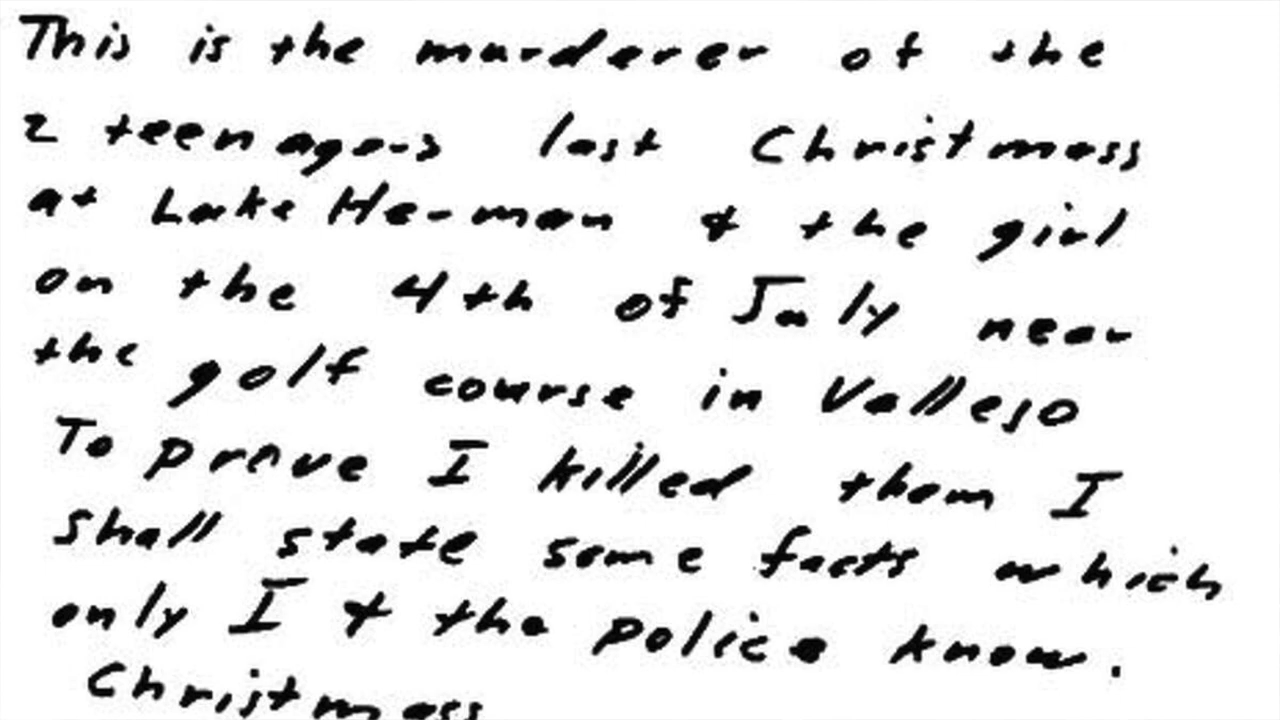 This is the murderer of the
2 teenagers last Christmass
at Lake Herman & the girl
on the 4th of July near
the golf course in Vallejo
To prove I killed them I
shall state some facts which
only I & the police know.
Christmass